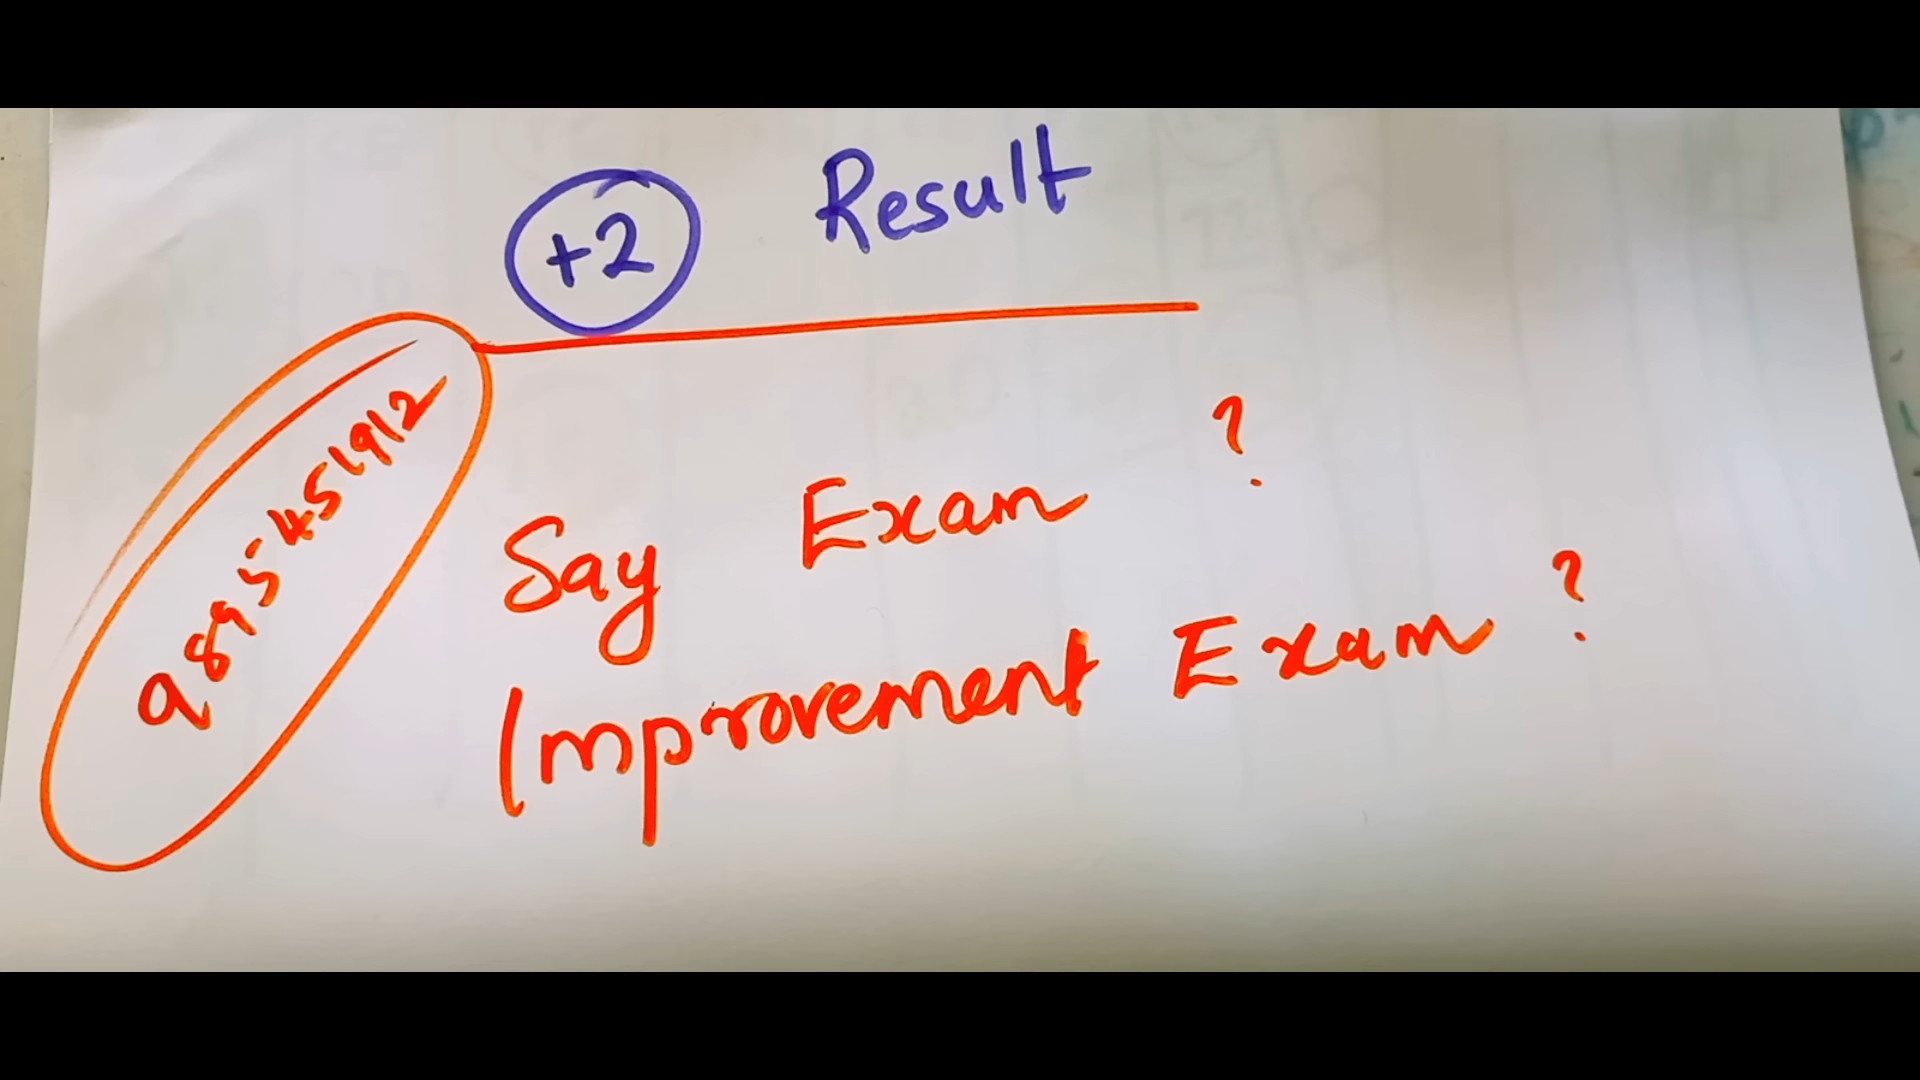 +2 Result
9895451912
Say Exam ?
Improvement Exam ?